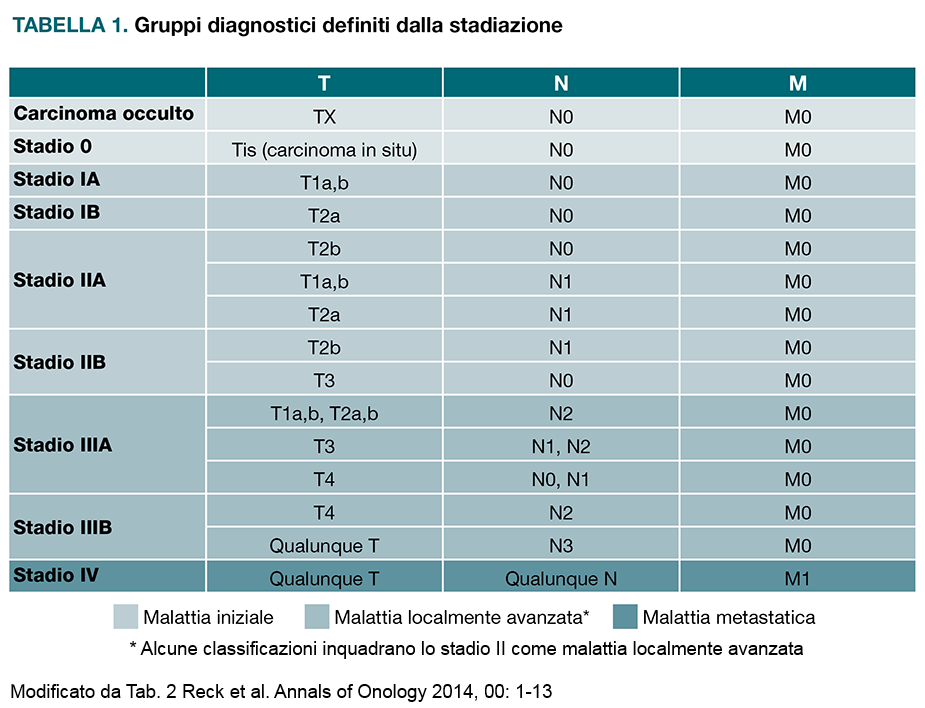 TABELLA 1. Gruppi diagnostici definiti dalla stadiazione
T N M
Carcinoma occulto TX N0 M0
Stadio 0 Tis (carcinoma in situ) N0 M0
Stadio IA T1a,b N0 M0
Stadio IB T2a N0 M0
Stadio IIA T2b N0 M0
T1a,b N1 M0
T2a N1 M0
Stadio IIB T2b N1 M0
T3 N0 M0
Stadio IIIA T1a,b, T2a,b N2 M0
T3 N1, N2 M0
T4 N0, N1 M0
Stadio IIIB T4 N2 M0
Qualunque T N3 M0
Stadio IV Qualunque T Qualunque N M1
Malattia iniziale Malattia localmente avanzata* Malattia metastatica
* Alcune classificazioni inquadrano lo stadio II come malattia localmente avanzata
Modificato da Tab. 2 Reck et al. Annals of Onology 2014, 00: 1-13